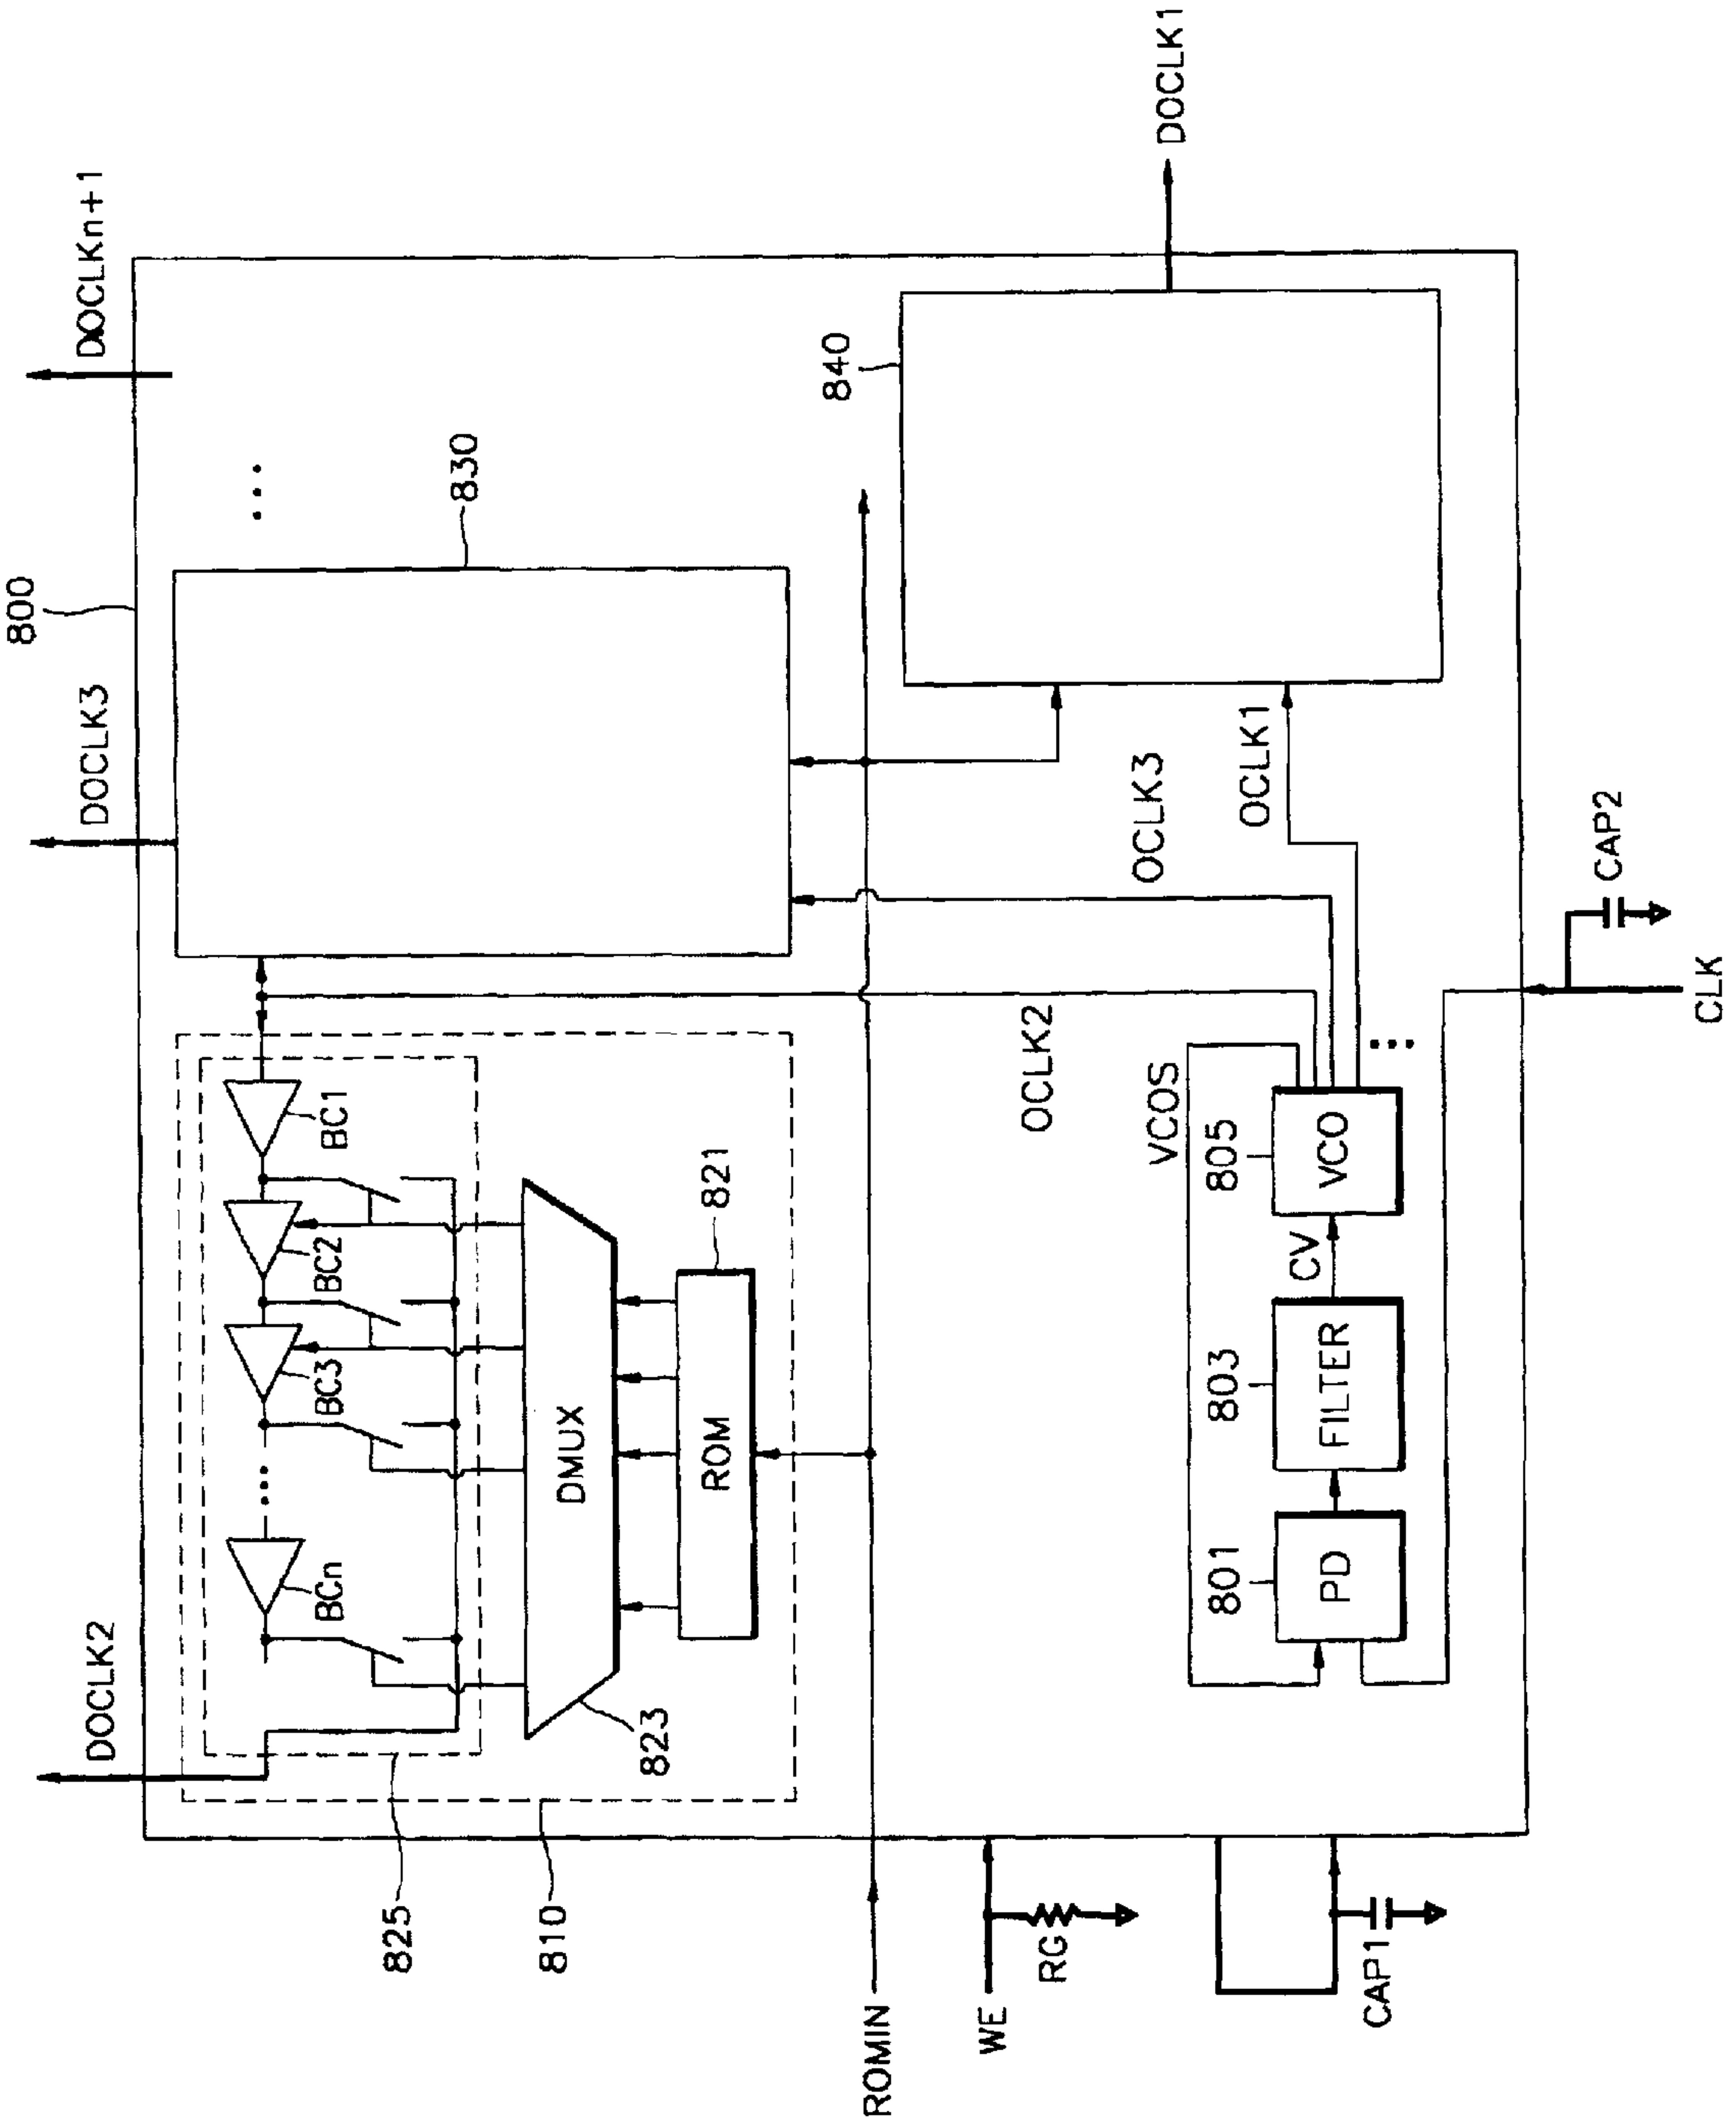 DOCLK2
DOCLK3
800
DOCLKn+1
830
BCn
BC3
BC2
BC1
825
810
823
DMUX
ROM
821
840
DOCLK1
ROMIN
WE
RG
CAP1
OCLK2
OCLK3
OCLK1
VCOS
801
PD
803
FILTER
CV
805
VCO
CLK
CAP2